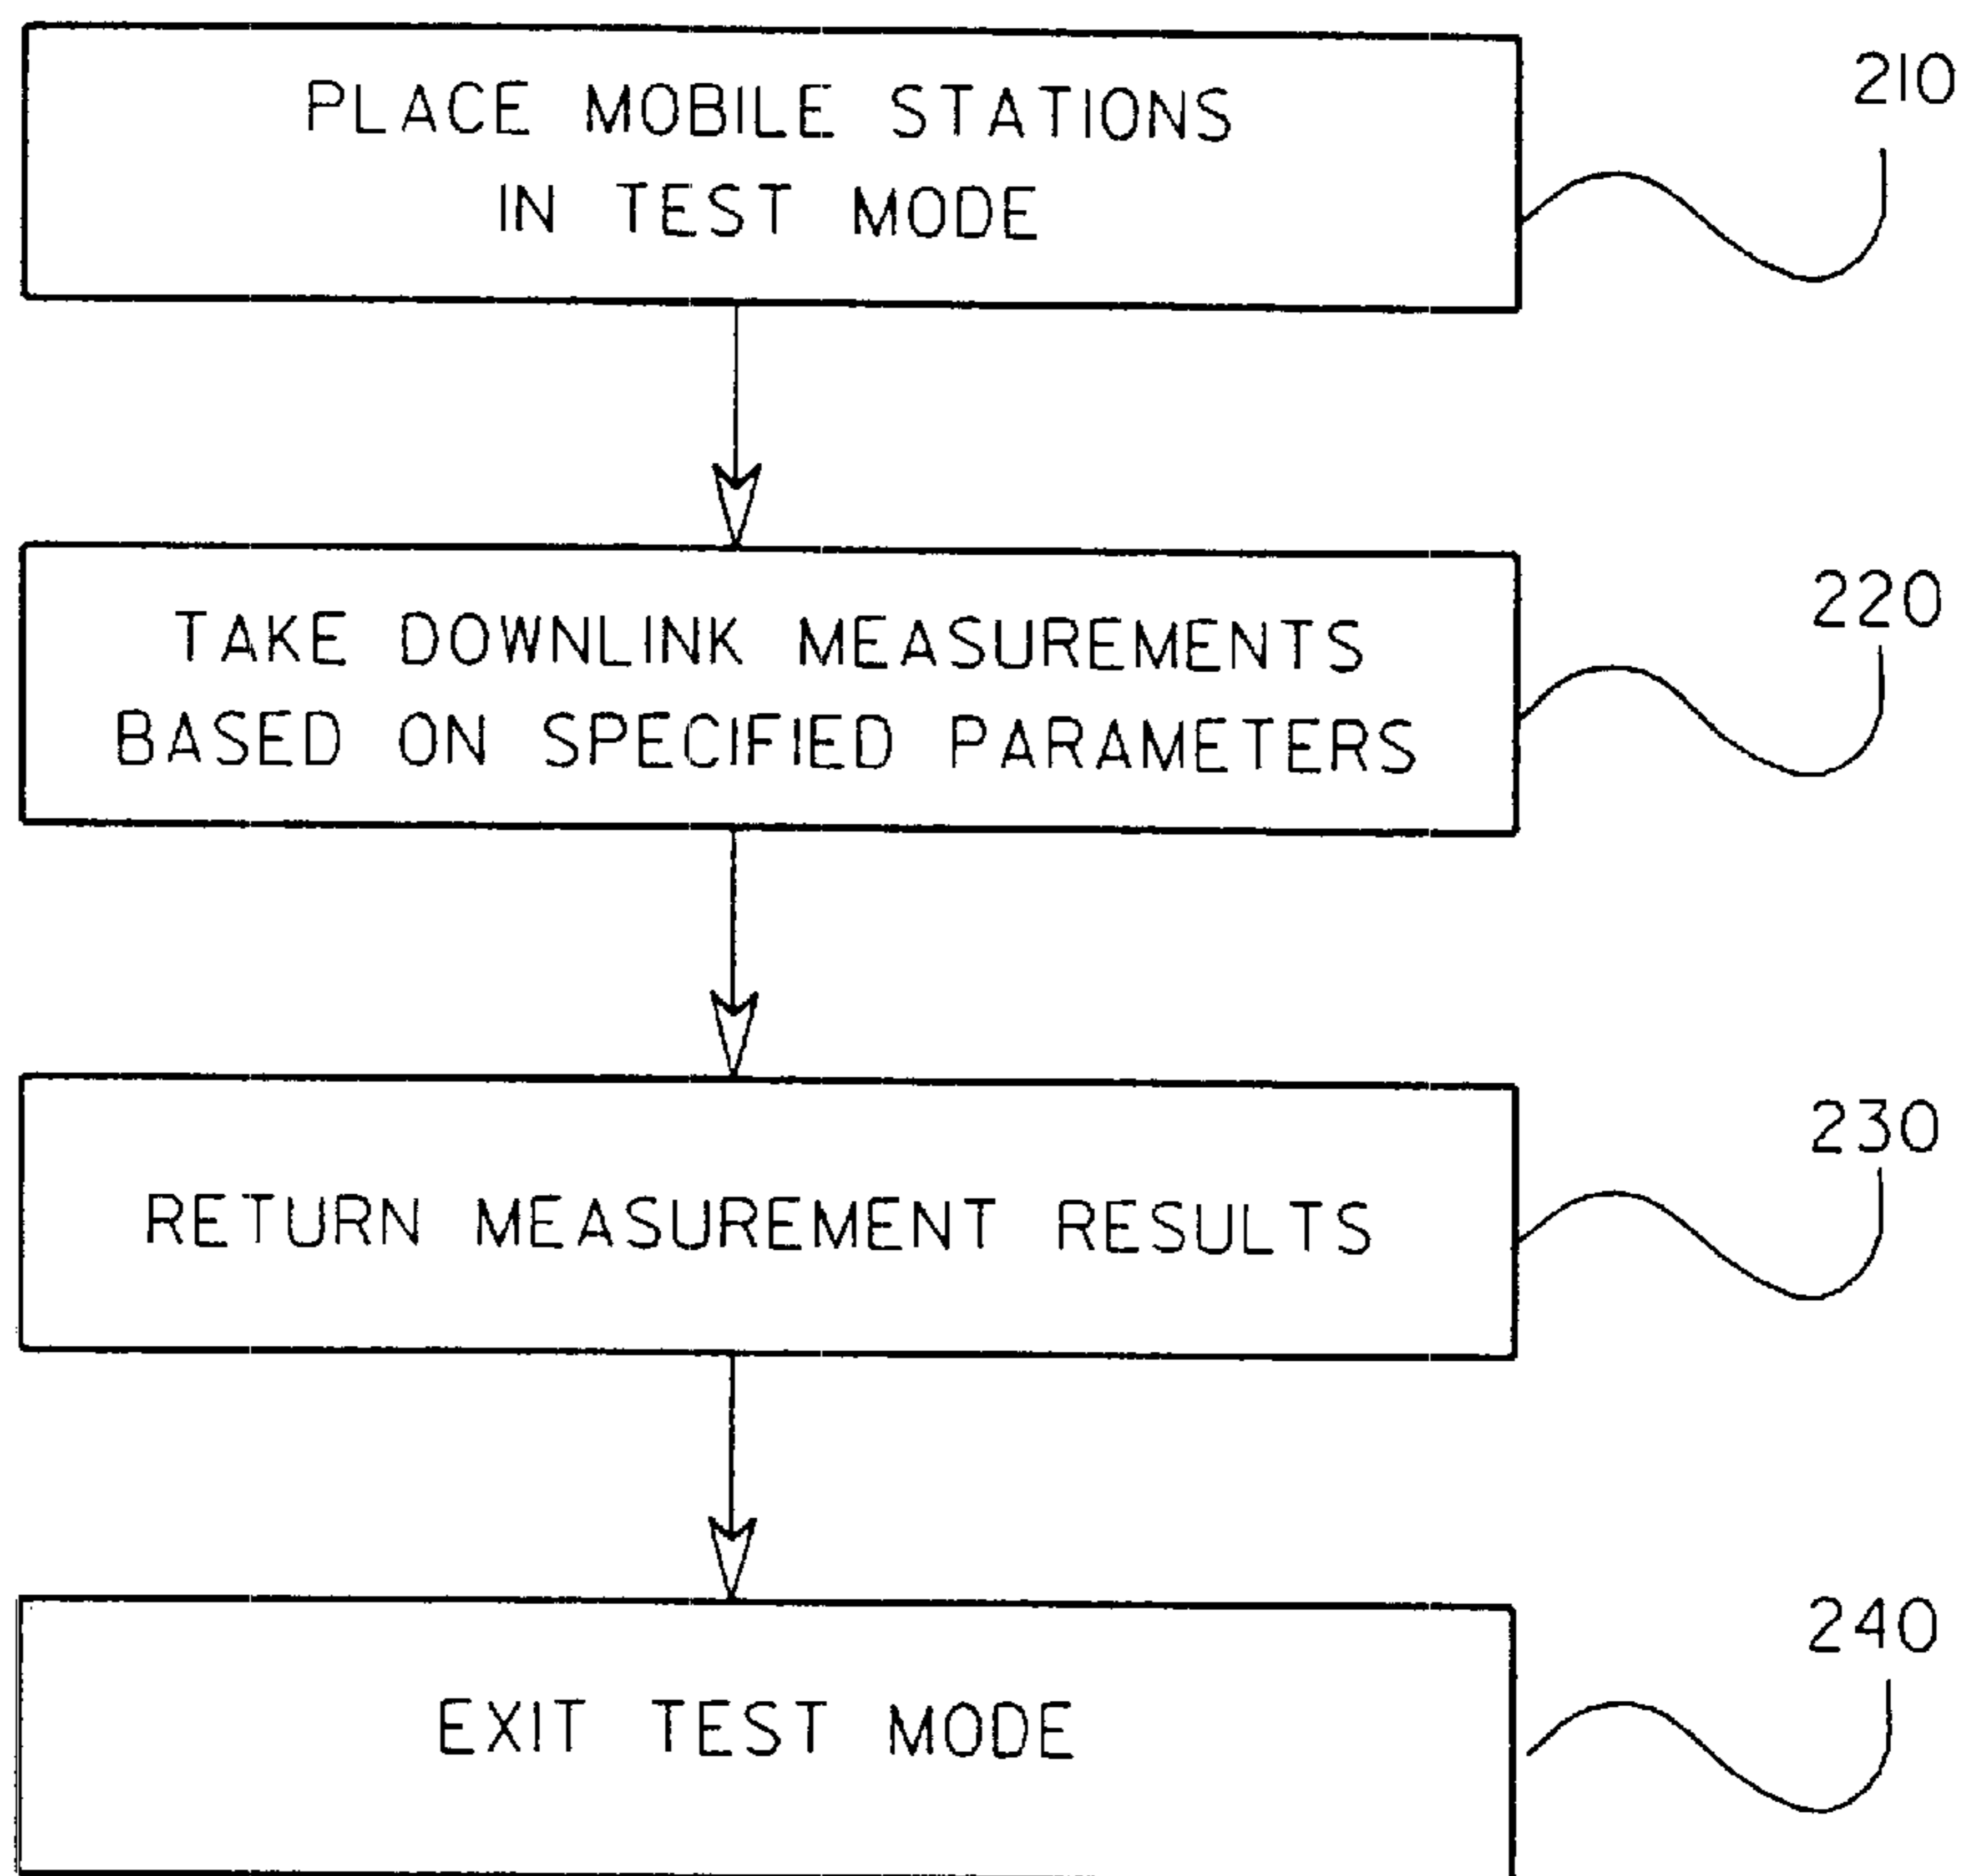 PLACE MOBILE STATIONS
IN TEST MODE
210
TAKE DOWNLINK MEASUREMENTS
BASED ON SPECIFIED PARAMETERS
220
RETURN MEASUREMENT RESULTS
230
EXIT TEST MODE
240